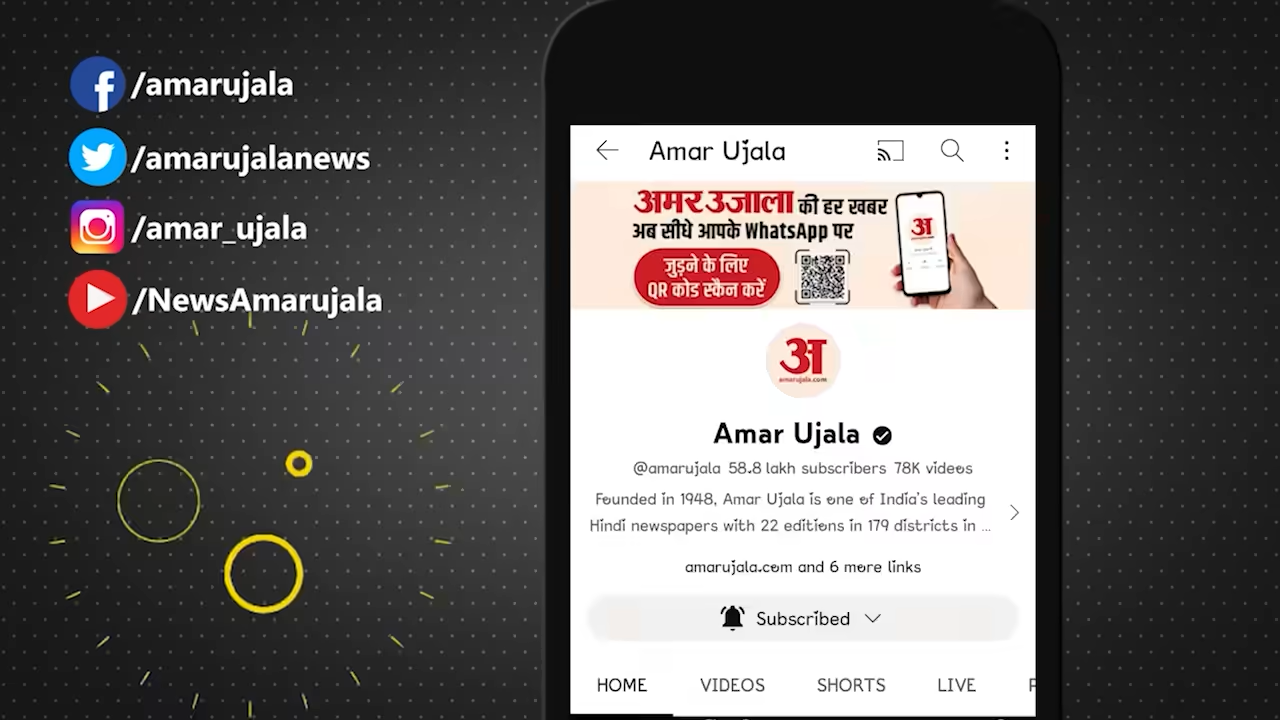 /amarujala
/amarujalanews
/amar_ujala
/NewsAmarujala
Amar Ujala
अमर उजाला की हर खबर
अब सीधे आपके WhatsApp पर
जुड़ने के लिए
QR कोड स्कैन करें
अ
अ
amarujala.com
Amar Ujala
@amarujala 58.8 lakh subscribers 78K videos
Founded in 1948, Amar Ujala is one of India's leading
Hindi newspapers with 22 editions in 179 districts in ...
amarujala.com and 6 more links
Subscribed
HOME VIDEOS SHORTS LIVE